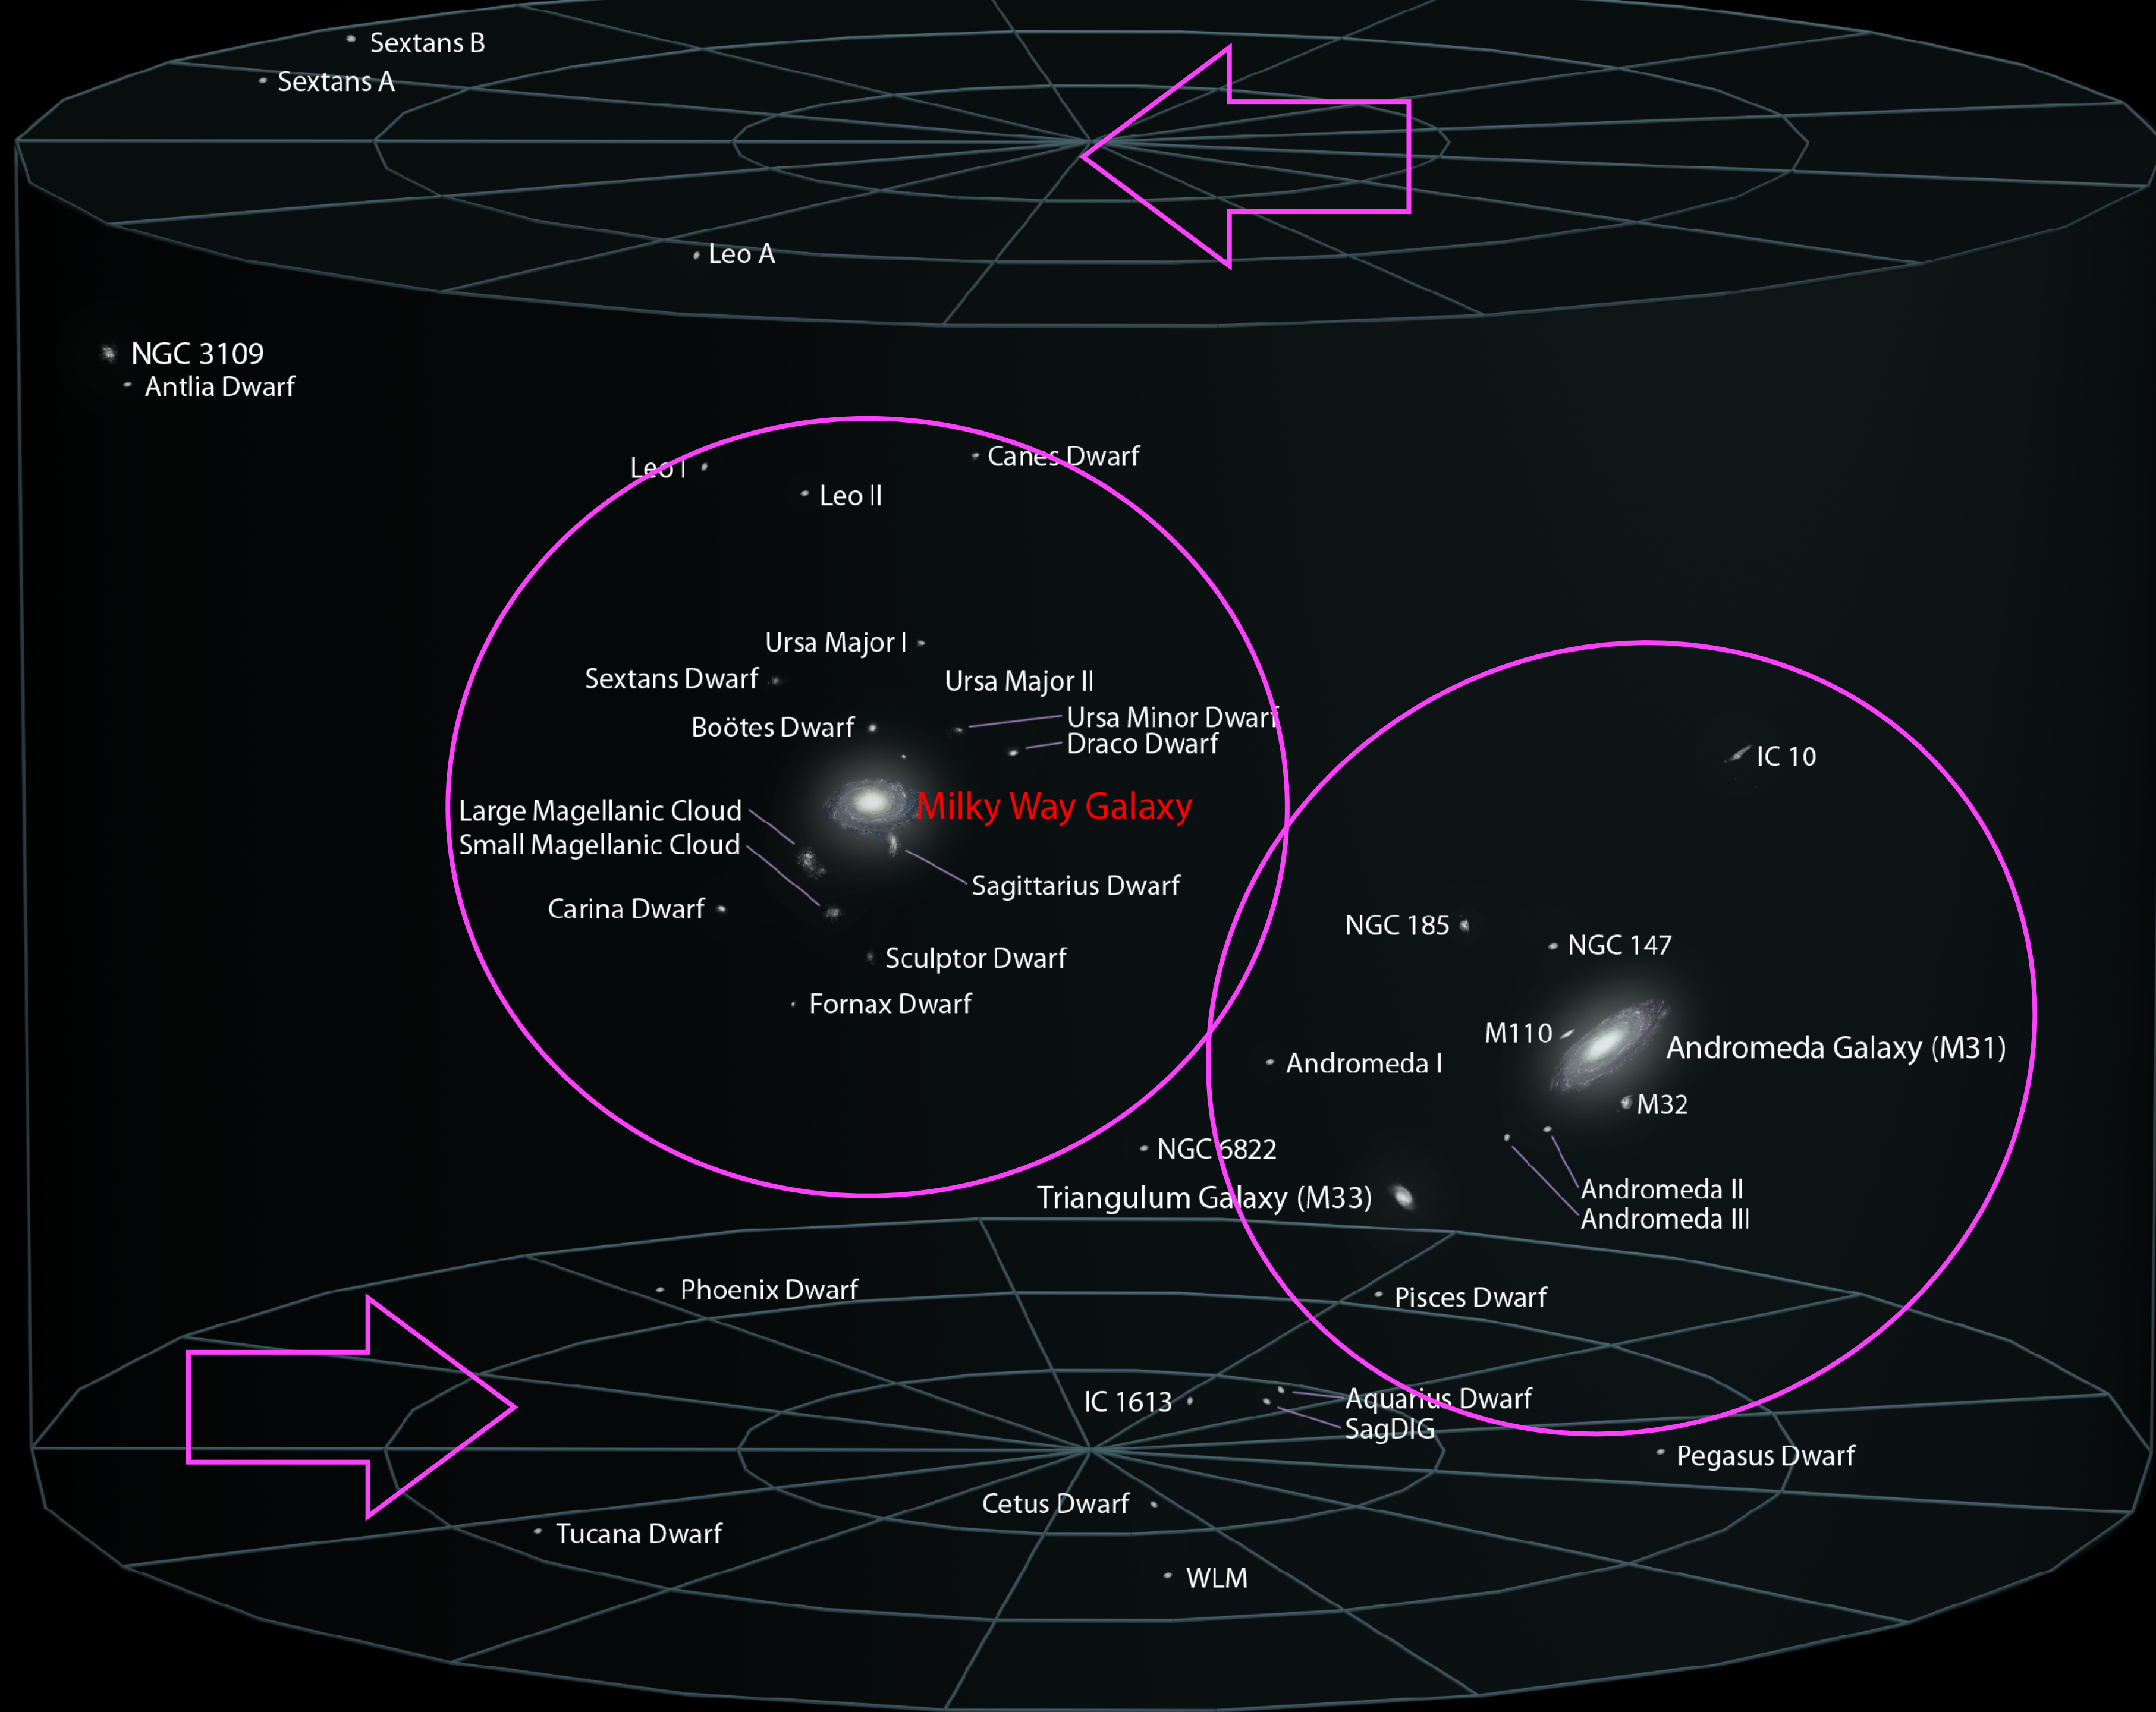 Sextans B
Sextans A
Leo A
NGC 3109
Antlia Dwarf
Canes Dwarf
Leo I
Leo II
Ursa Major I
Sextans Dwarf
Ursa Major II
Ursa Minor Dwarf
Boötes Dwarf
Draco Dwarf
IC 10
Milky Way Galaxy
Large Magellanic Cloud
Small Magellanic Cloud
Sagittarius Dwarf
Carina Dwarf
NGC 185
NGC 147
Sculptor Dwarf
Fornax Dwarf
M110
Andromeda Galaxy (M31)
Andromeda I
M32
NGC 6822
Andromeda II
Triangulum Galaxy (M33)
Andromeda III
Phoenix Dwarf
Pisces Dwarf
IC 1613
Aquarius Dwarf
SagDIG
Pegasus Dwarf
Cetus Dwarf
Tucana Dwarf
WLM